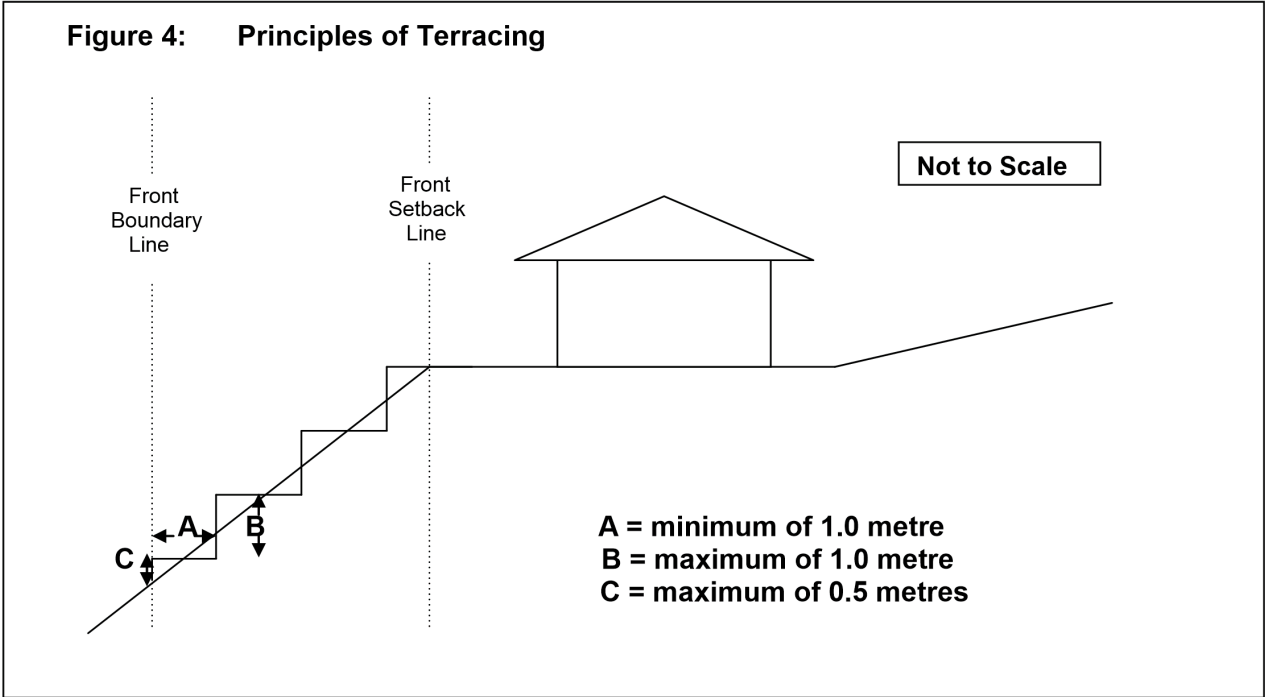 Figure 4: Principles of Terracing
Not to Scale
Front
Boundary
Line
Front
Setback
Line
A
B
C
A = minimum of 1.0 metre
B = maximum of 1.0 metre
C = maximum of 0.5 metres